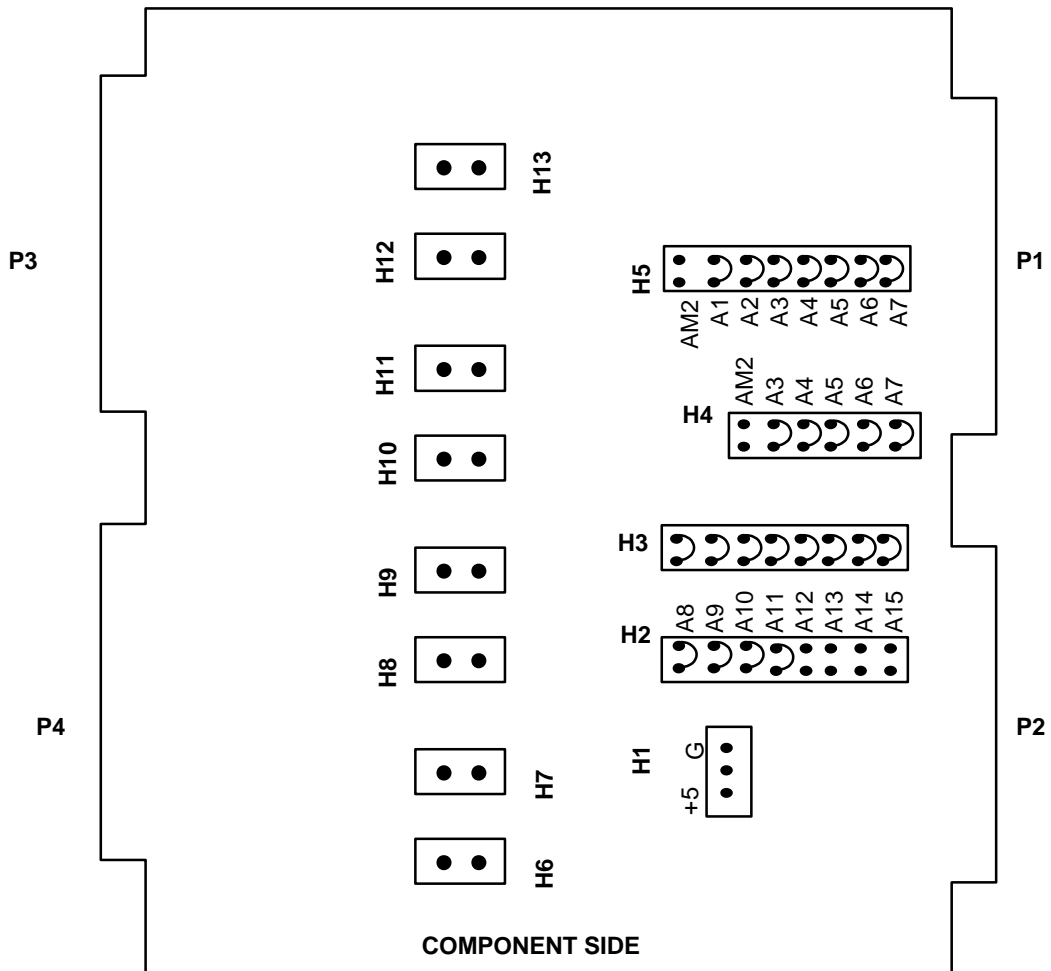 H13
P3
H12
H5
P1
AM2
A1
A2
A3
A4
A5
A6
A7
H11
H4
AM2
A3
A4
A5
A6
A7
H10
H3
H9
H2
A8
A9
A10
A11
A12
A13
A14
A15
H8
P4
P2
H7
H1
G
+5
H6
COMPONENT SIDE